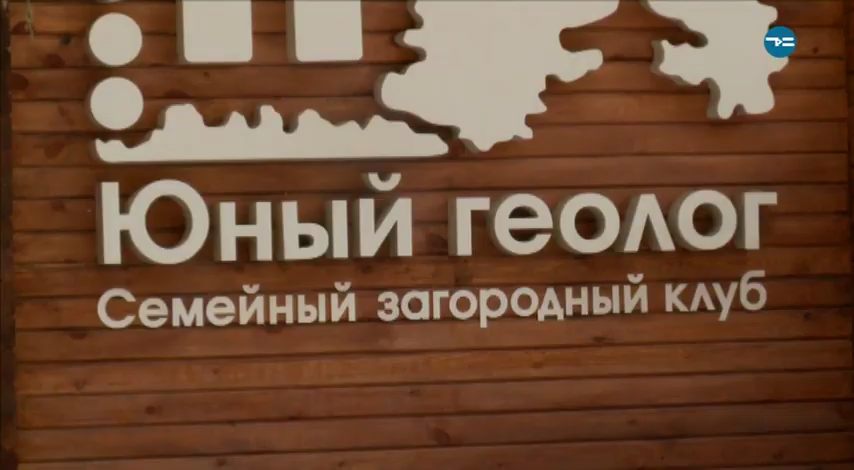 Юный геолог
Семейный загородный клуб